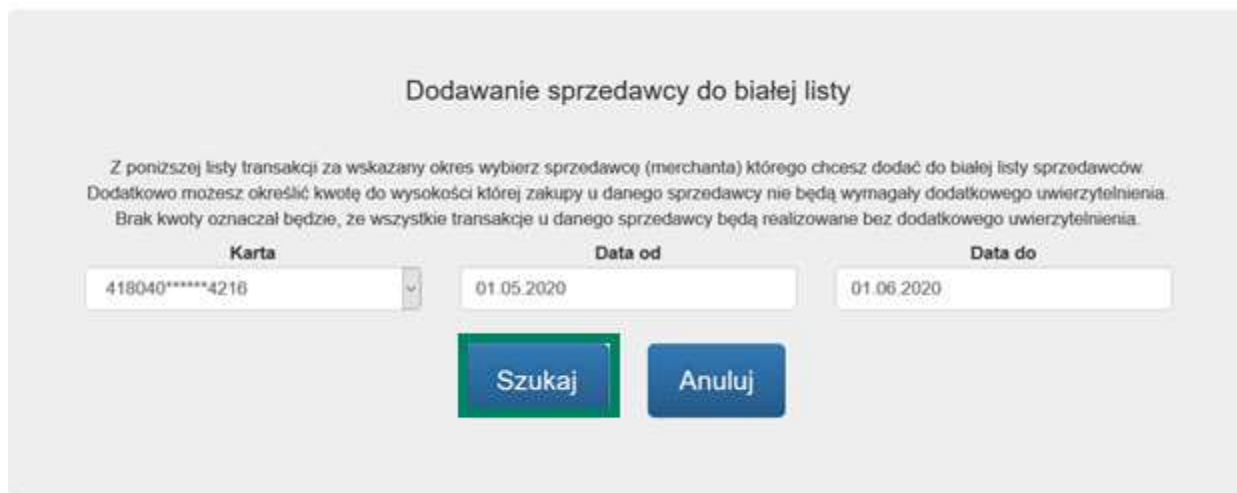 Dodawanie sprzedawcy do białej listy
Z poniższej listy transakcji za wskazany okres wybierz sprzedawcę (merchanta) którego chcesz dodać do białej listy sprzedawców
Dodatkowo możesz określić kwotę do wysokości której zakupy u danego sprzedawcy nie będą wymagały dodatkowego uwierzytelnienia.
Brak kwoty oznaczał będzie, że wszystkie transakcje u danego sprzedawcy będą realizowane bez dodatkowego uwierzytelnienia.
Karta Data od Data do
418040******4216 01.05.2020 01.06.2020
Szukaj Anuluj